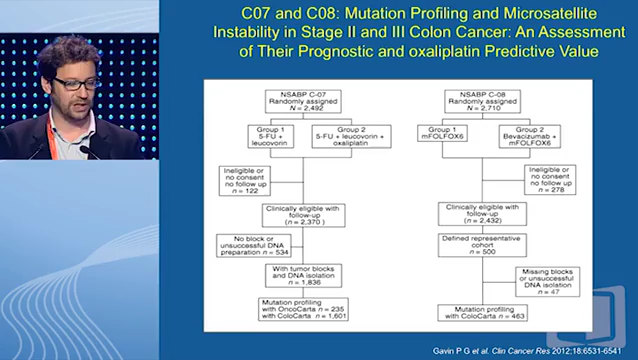 C07 and C08: Mutation Profiling and Microsatellite
Instability in Stage II and III Colon Cancer: An Assessment
of Their Prognostic and oxaliplatin Predictive Value
NSABP C-07
Randomly assigned
N = 2,492
Group 1
5-FU +
leucovorin
Group 2
5-FU + leucovorin +
oxaliplatin
Ineligible or
no consent
no follow up
n = 122
Clinically eligible with
follow-up
(n = 2,370)
No block or
unsuccessful DNA
preparation n = 534
With tumor blocks
and DNA isolation
n = 1,836
Mutation profiling
with OncoCarta n = 235
with ColoCarta n = 1,601
NSABP C-08
Randomly assigned
N = 2,710
Group 1
mFOLFOX6
Group 2
Bevacizumab +
mFOLFOX6
Ineligible or
no consent
no follow up
n = 278
Clinically eligible with
follow-up
(n = 2,432)
Defined representative
cohort
n = 500
Missing blocks or
unsuccessful DNA
isolation n = 47
Mutation profiling
with ColoCarta n = 463
Gavin P G et al. Clin Cancer Res 2012;18:6531-6541